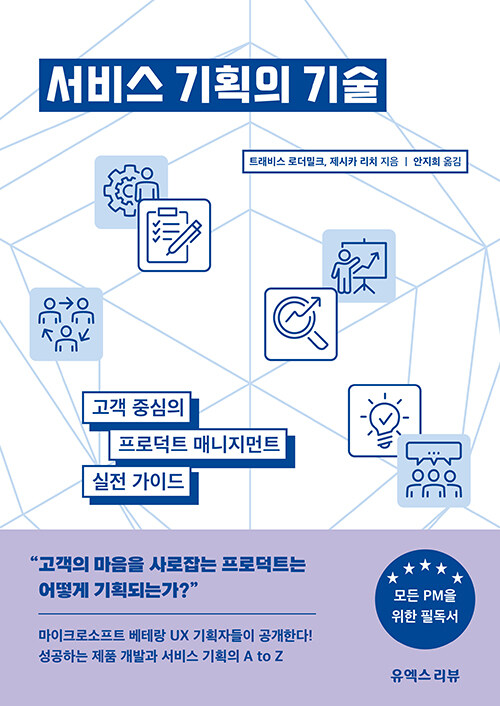 서비스 기획의 기술
트래비스 로더밀크, 제시카 리치 지음 | 안지희 옮김
고객 중심의
프로덕트 매니지먼트
실전 가이드
“고객의 마음을 사로잡는 프로덕트는
어떻게 기획되는가?”
마이크로소프트 베테랑 UX 기획자들이 공개한다!
성공하는 제품 개발과 서비스 기획의 A to Z
모든 PM을
위한 필독서
유엑스 리뷰